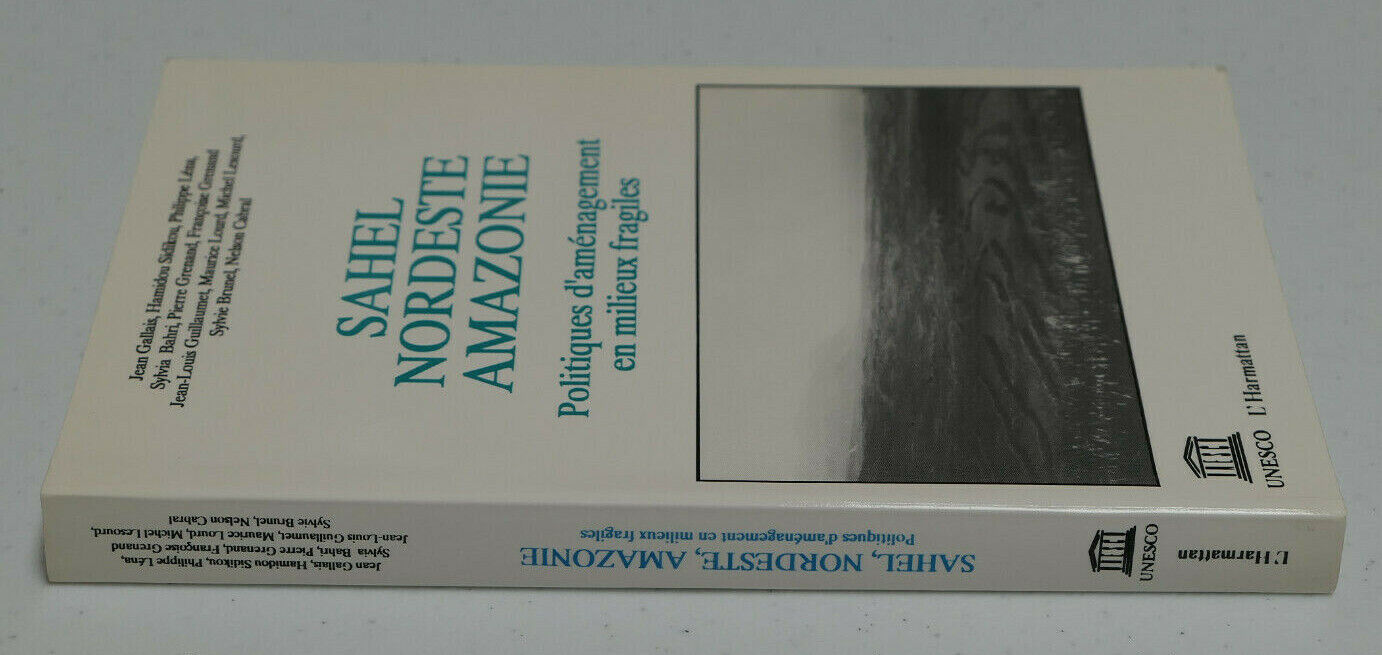 Jean Gallais, Hamidou Sidikou, Philippe Léna,
Sylvia Bahri, Pierre Grenand, Françoise Grenand
Jean-Louis Guillaumet, Maurice Lourd, Michel Lesourd,
Sylvie Brunel, Nelson Cabral
SAHEL
NORDESTE
AMAZONIE
Politiques d'aménagement
en milieux fragiles
UNESCO
L'Harmattan
Jean Gallais, Hamidou Sidikou, Philippe Léna,
Sylvia Bahri, Pierre Grenand, Françoise Grenand
Jean-Louis Guillaumet, Maurice Lourd, Michel Lesourd,
Sylvie Brunel, Nelson Cabral
SAHEL, NORDESTE, AMAZONIE
Politiques d'aménagement en milieux fragiles
UNESCO
L'Harmattan